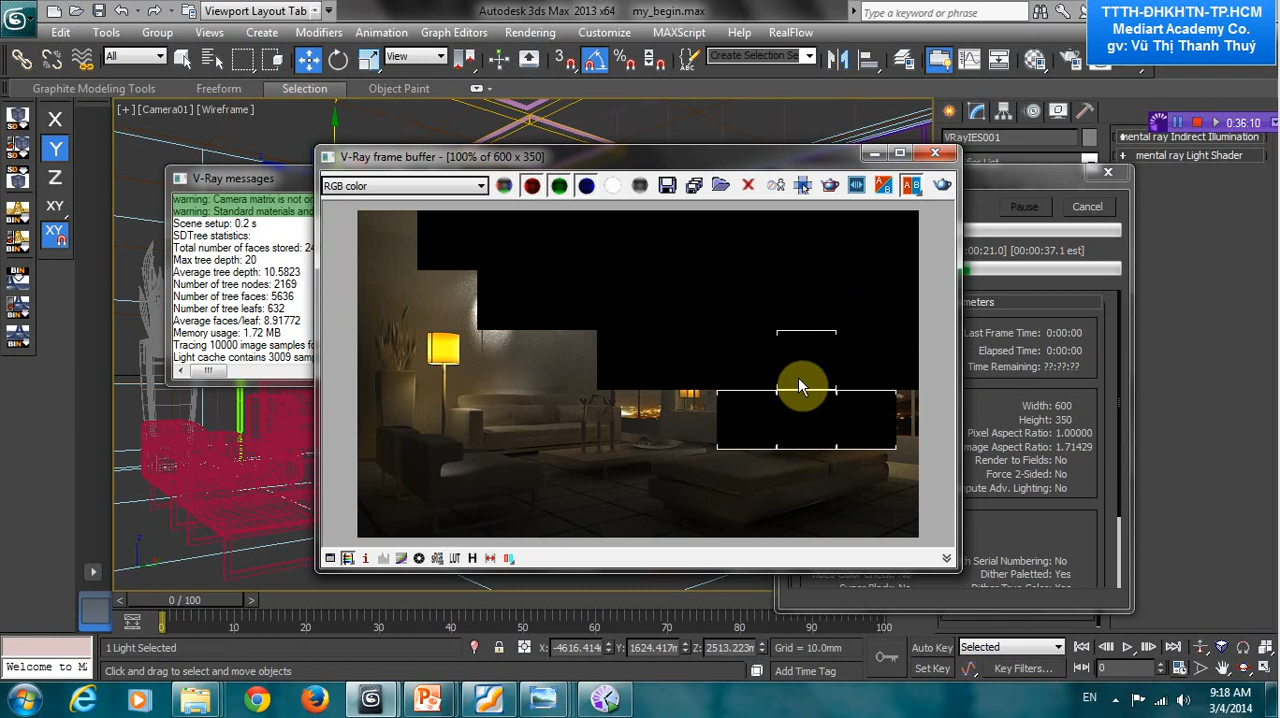 Viewport Layout Tab
Autodesk 3ds Max 2013 x64
my_begin.max
Type a keyword or phrase
TTTH-ĐHKHTN-TP.HCM
Mediart Academy Co.
gv: Vũ Thị Thanh Thuý
Edit
Tools
Group
Views
Create
Modifiers
Animation
Graph Editors
Rendering
Customize
MAXScript
Help
RealFlow
All
View
3
Create Selection Se
Graphite Modeling Tools
Freeform
Selection
Object Paint
[+] [Camera01] [Wireframe]
0:36:10
X
Y
Z
XY
XY
VRayIES001
mental ray Indirect Illumination
mental ray Light Shader
V-Ray frame buffer - [100% of 600 x 350]
RGB color
V-Ray messages
warning: Camera matrix is not or
warning: Standard materials and
Scene setup: 0.2 s
SDTree statistics:
Total number of faces stored: 24
Max tree depth: 20
Average tree depth: 10.5823
Number of tree nodes: 2169
Number of tree faces: 5636
Number of tree leafs: 632
Average faces/leaf: 8.91772
Memory usage: 1.72 MB
Tracing 10000 image samples fo
Light cache contains 3009 samp
Pause
Cancel
:00:21.0] [00:00:37.1 est]
meters
Last Frame Time: 0:00:00
Elapsed Time: 0:00:00
Time Remaining: ??:??:??
Width: 600
Height: 350
Pixel Aspect Ratio: 1.00000
mage Aspect Ratio: 1.71429
Render to Fields: No
Force 2-Sided: No
mpute Adv. Lighting: No
th Serial Numbering: No
Dither Paletted: Yes
LUT
H
0 / 100
0
10
20
30
40
50
60
70
80
90
100
1 Light Selected
X: -4616.414
Y: 1624.417m
Z: 2513.223m
Grid = 10.0mm
Auto Key
Selected
Welcome to M
Click and drag to select and move objects
Add Time Tag
Set Key
Key Filters...
0
EN
9:18 AM
3/4/2014